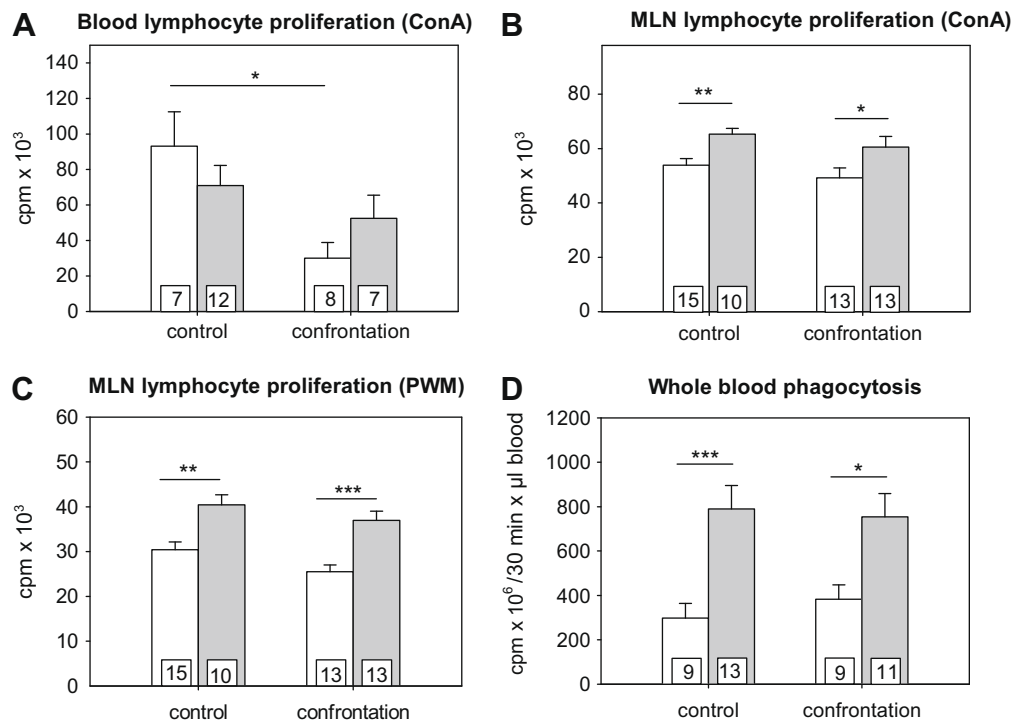 A Blood lymphocyte proliferation (ConA)
140
120
100
80
60
40
20
0
cpm x 10³
*
7 12 8 7
control confrontation
B MLN lymphocyte proliferation (ConA)
80
60
40
20
0
cpm x 10³
** *
15 10 13 13
control confrontation
C MLN lymphocyte proliferation (PWM)
60
50
40
30
20
10
0
cpm x 10³
** ***
15 10 13 13
control confrontation
D Whole blood phagocytosis
1200
1000
800
600
400
200
0
cpm x 10⁶/30 min x µl blood
*** *
9 13 9 11
control confrontation